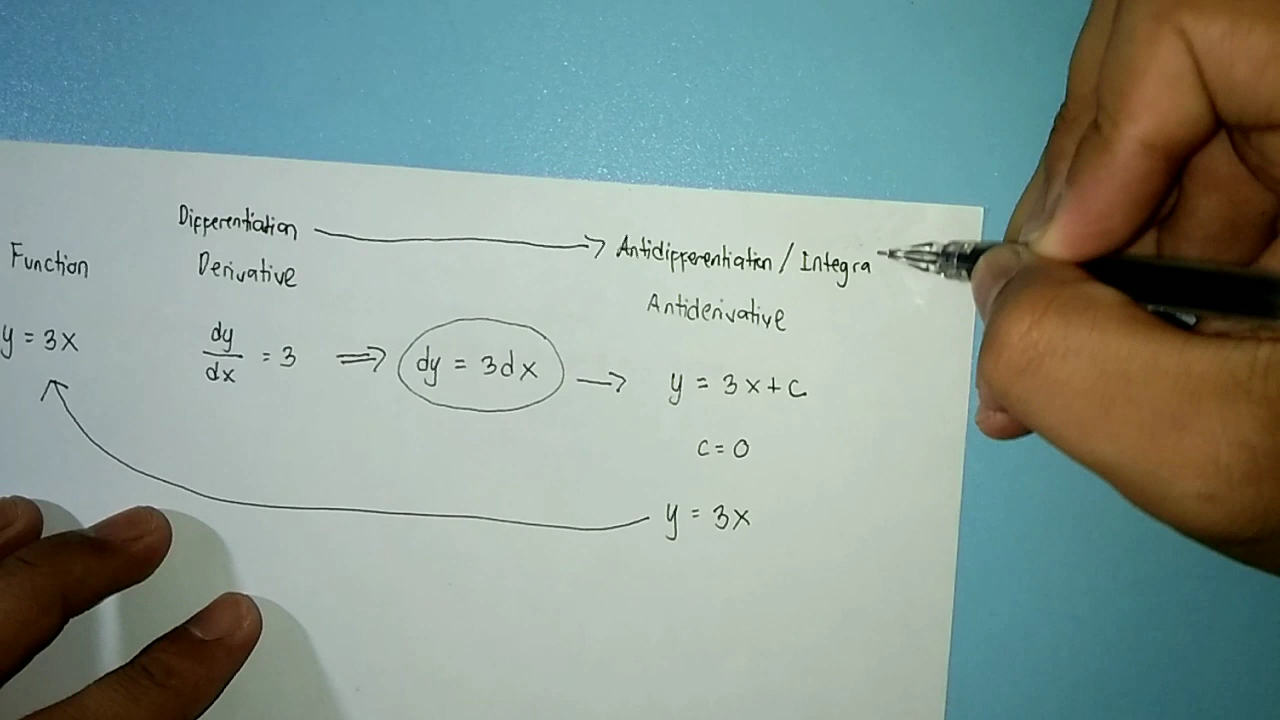 Differentiation → Antidifferentiation / Integra
Function Derivative Antiderivative
y = 3x dy/dx = 3 ⇒ dy = 3dx → y = 3x + C
C = 0
y = 3x